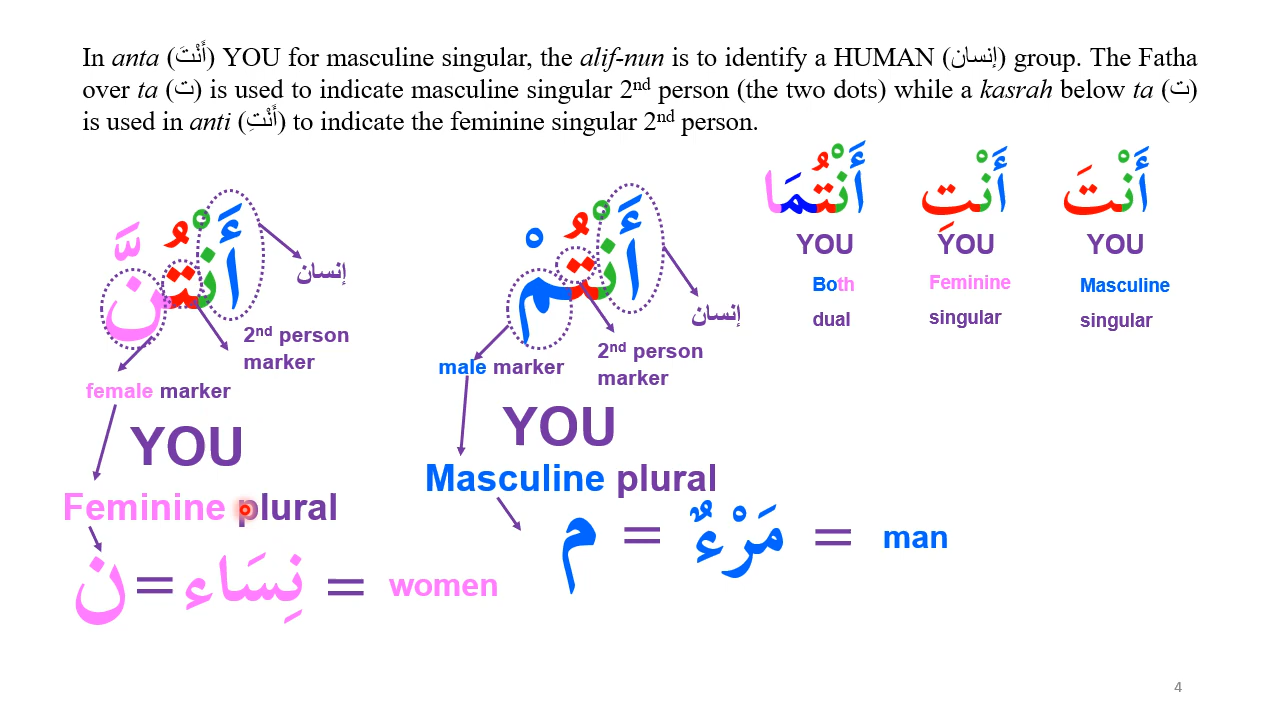 In anta (أَنْتَ) YOU for masculine singular, the alif-nun is to identify a HUMAN (إنسان) group. The Fatha
over ta (ت) is used to indicate masculine singular 2nd person (the two dots) while a kasrah below ta (ت)
is used in anti (أَنْتِ) to indicate the feminine singular 2nd person.
أَنْتُمَا
YOU
Both
dual
أَنْتِ
YOU
Feminine
singular
أَنْتَ
YOU
Masculine
singular
أَنْتُنَّ
إنسان
2nd person
marker
female marker
YOU
Feminine plural
ن = نِسَاء = women
أَنْتُمْ
إنسان
2nd person
marker
male marker
YOU
Masculine plural
م = مَرْءٌ = man
4